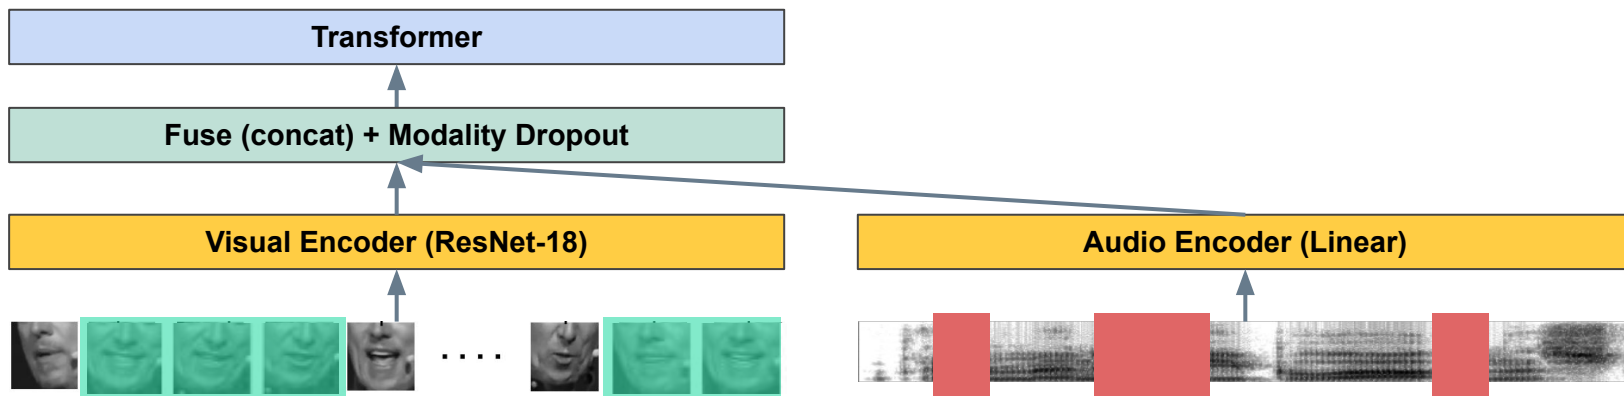 Transformer
Fuse (concat) + Modality Dropout
Visual Encoder (ResNet-18)
Audio Encoder (Linear)
. . . .